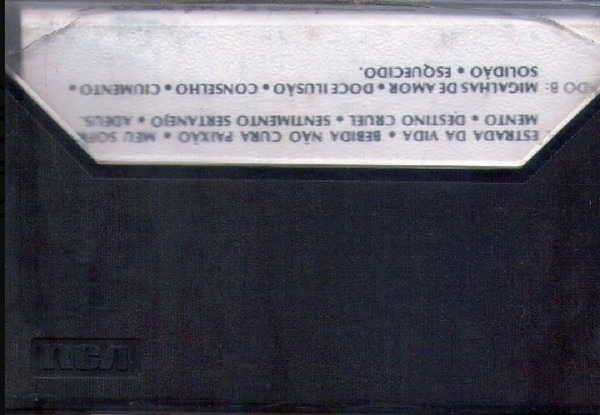 ESTRADA DA VIDA • BEBIDA NÃO CURA PAIXÃO • MEU SOFRI
MENTO • DESTINO CRUEL • SENTIMENTO SERTANEJO • ADEUS.
DO B: MIGALHAS DE AMOR • DOCE ILUSÃO • CONSELHO • CIUMENTO •
SOLIDÃO • ESQUECIDO.
RCA